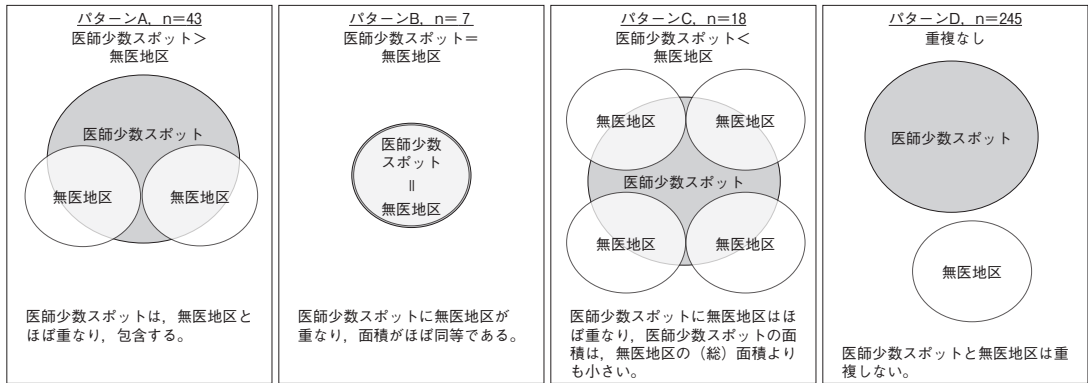 パターンA，n＝43
医師少数スポット＞
無医地区
医師少数スポット
無医地区
無医地区
医師少数スポットは，無医地区と
ほぼ重なり，包含する。
パターンB，n＝7
医師少数スポット＝
無医地区
医師少数
スポット
＝
無医地区
医師少数スポットに無医地区が
重なり，面積がほぼ同等である。
パターンC，n＝18
医師少数スポット＜
無医地区
無医地区
無医地区
医師少数スポット
無医地区
無医地区
医師少数スポットに無医地区はほ
ぼ重なり，医師少数スポットの面
積は，無医地区の（総）面積より
も小さい。
パターンD，n＝245
重複なし
医師少数スポット
無医地区
医師少数スポットと無医地区は重
複しない。